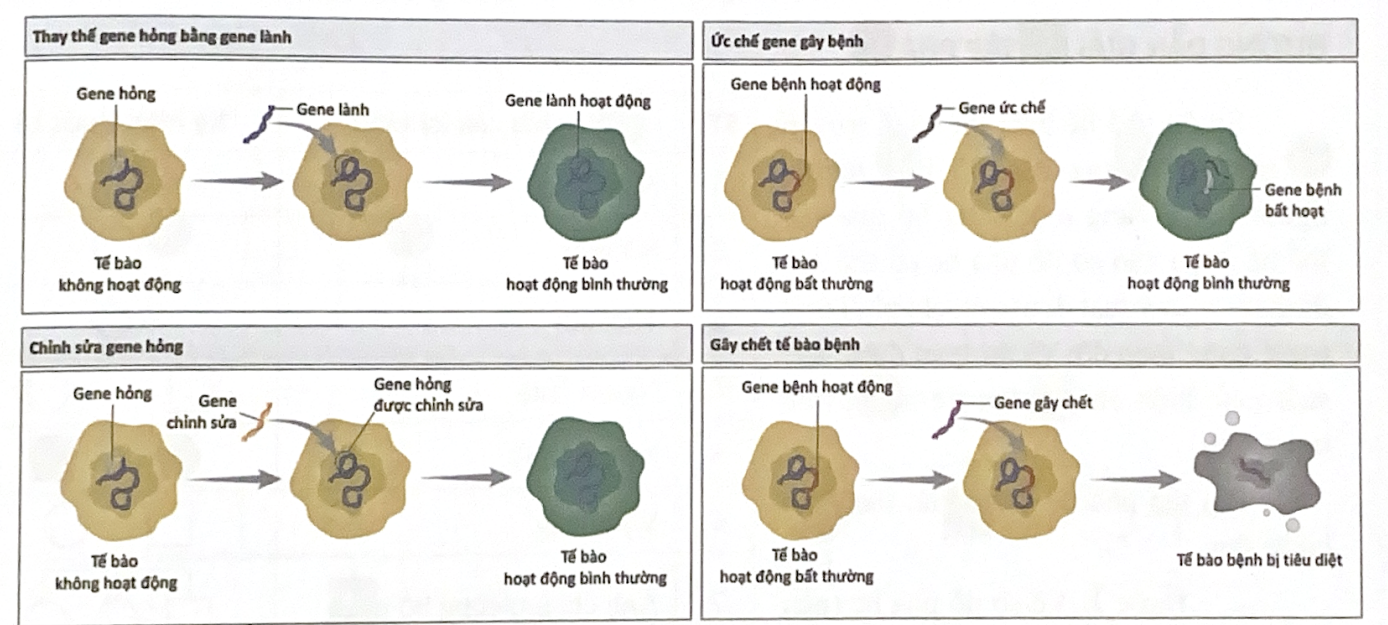 Thay thế gene hỏng bằng gene lành
Gene hỏng
Gene lành
Gene lành hoạt động
Tế bào
không hoạt động
Tế bào
hoạt động bình thường
Ức chế gene gây bệnh
Gene bệnh hoạt động
Gene ức chế
Gene bệnh
bất hoạt
Tế bào
hoạt động bất thường
Tế bào
hoạt động bình thường
Chỉnh sửa gene hỏng
Gene hỏng
Gene
chỉnh sửa
Gene hỏng
được chỉnh sửa
Tế bào
không hoạt động
Tế bào
hoạt động bình thường
Gây chết tế bào bệnh
Gene bệnh hoạt động
Gene gây chết
Tế bào
hoạt động bất thường
Tế bào bệnh bị tiêu diệt